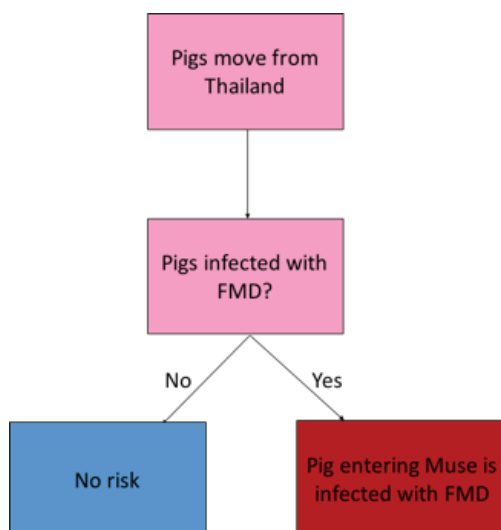 Pigs move from
Thailand
Pigs infected with
FMD?
No
Yes
No risk
Pig entering Muse is
infected with FMD